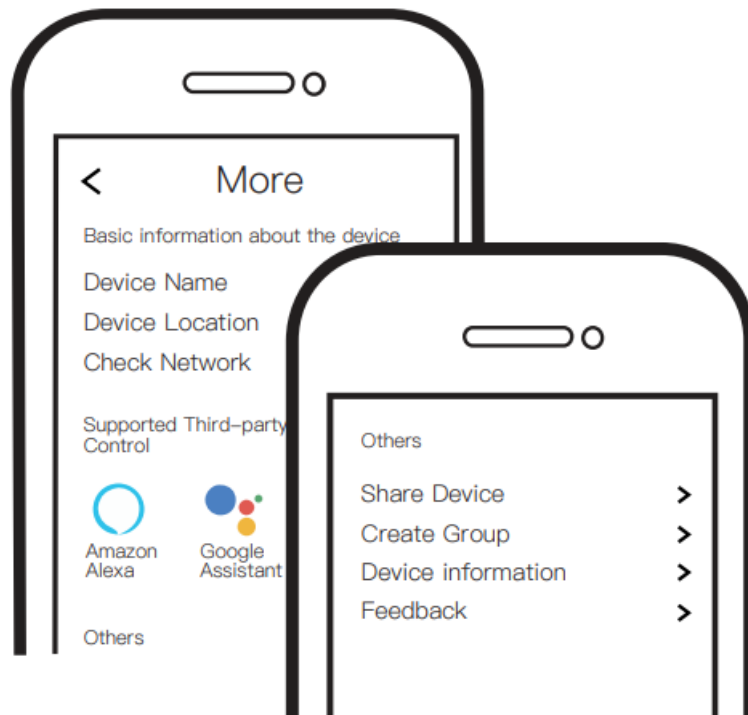 More
Basic information about the device
Device Name
Device Location
Check Network
Supported Third-party
Control
Amazon
Alexa
Google
Assistant
Others
Others
Share Device
Create Group
Device information
Feedback